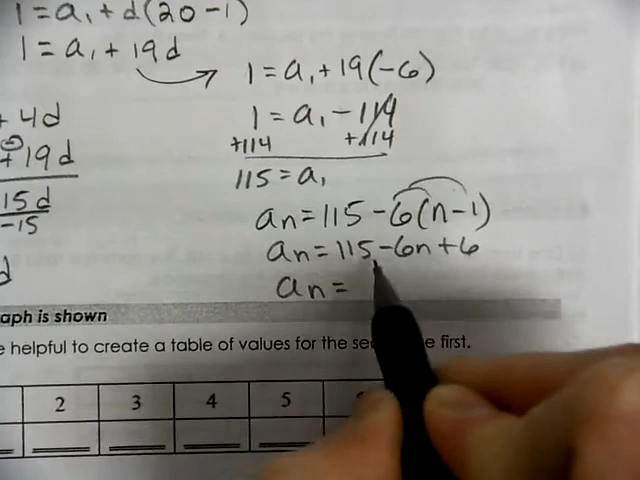 1 = a₁ + d(20 - 1)
1 = a₁ + 19d
1 = a₁ + 19(-6)
1 = a₁ - 114
+114 +114
115 = a₁
an = 115 - 6(n - 1)
an = 115 - 6n + 6
an =
+ 4d
+ 19d
15d
-15
d
aph is shown
e helpful to create a table of values for the se e first.
2 3 4 5